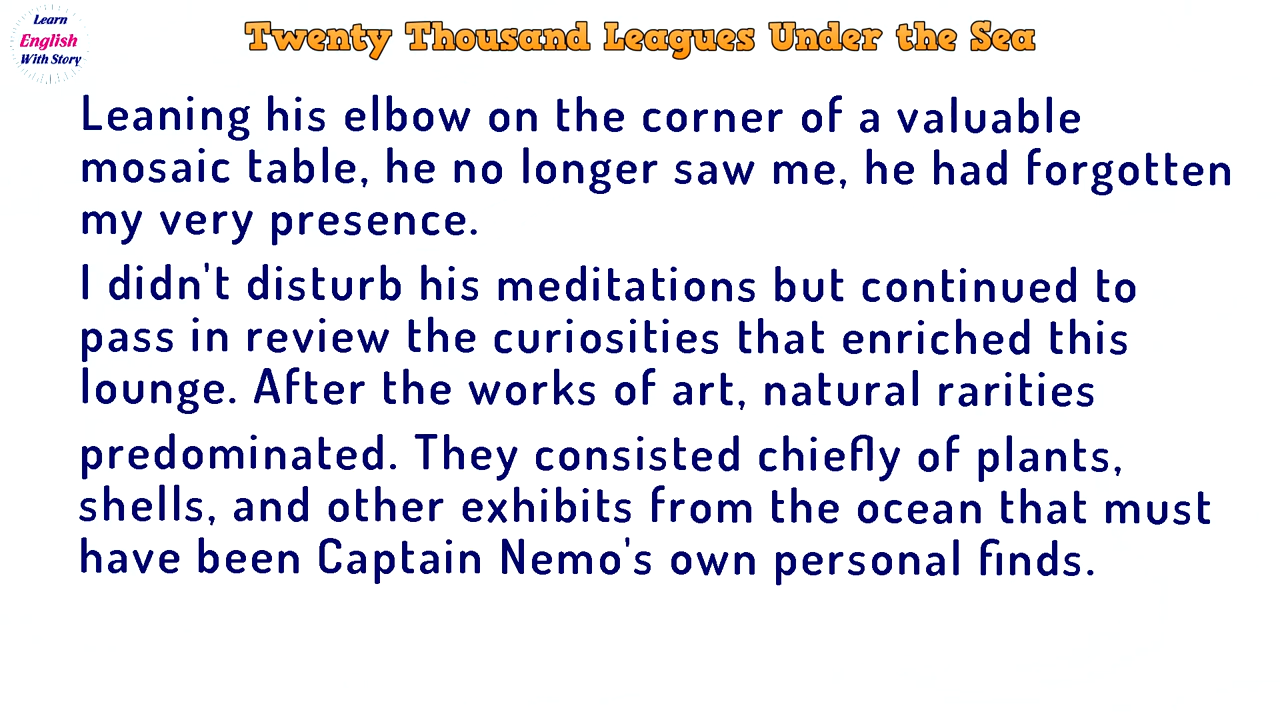 Learn
English
With Story
Twenty Thousand Leagues Under the Sea
Leaning his elbow on the corner of a valuable
mosaic table, he no longer saw me, he had forgotten
my very presence.
I didn't disturb his meditations but continued to
pass in review the curiosities that enriched this
lounge. After the works of art, natural rarities
predominated. They consisted chiefly of plants,
shells, and other exhibits from the ocean that must
have been Captain Nemo's own personal finds.